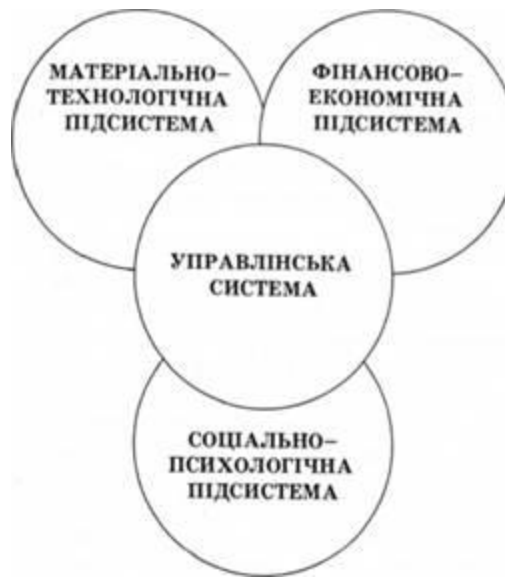 МАТЕРІАЛЬНО–
ТЕХНОЛОГІЧНА
ПІДСИСТЕМА
ФІНАНСОВО–
ЕКОНОМІЧНА
ПІДСИСТЕМА
УПРАВЛІНСЬКА
СИСТЕМА
СОЦІАЛЬНО–
ПСИХОЛОГІЧНА
ПІДСИСТЕМА